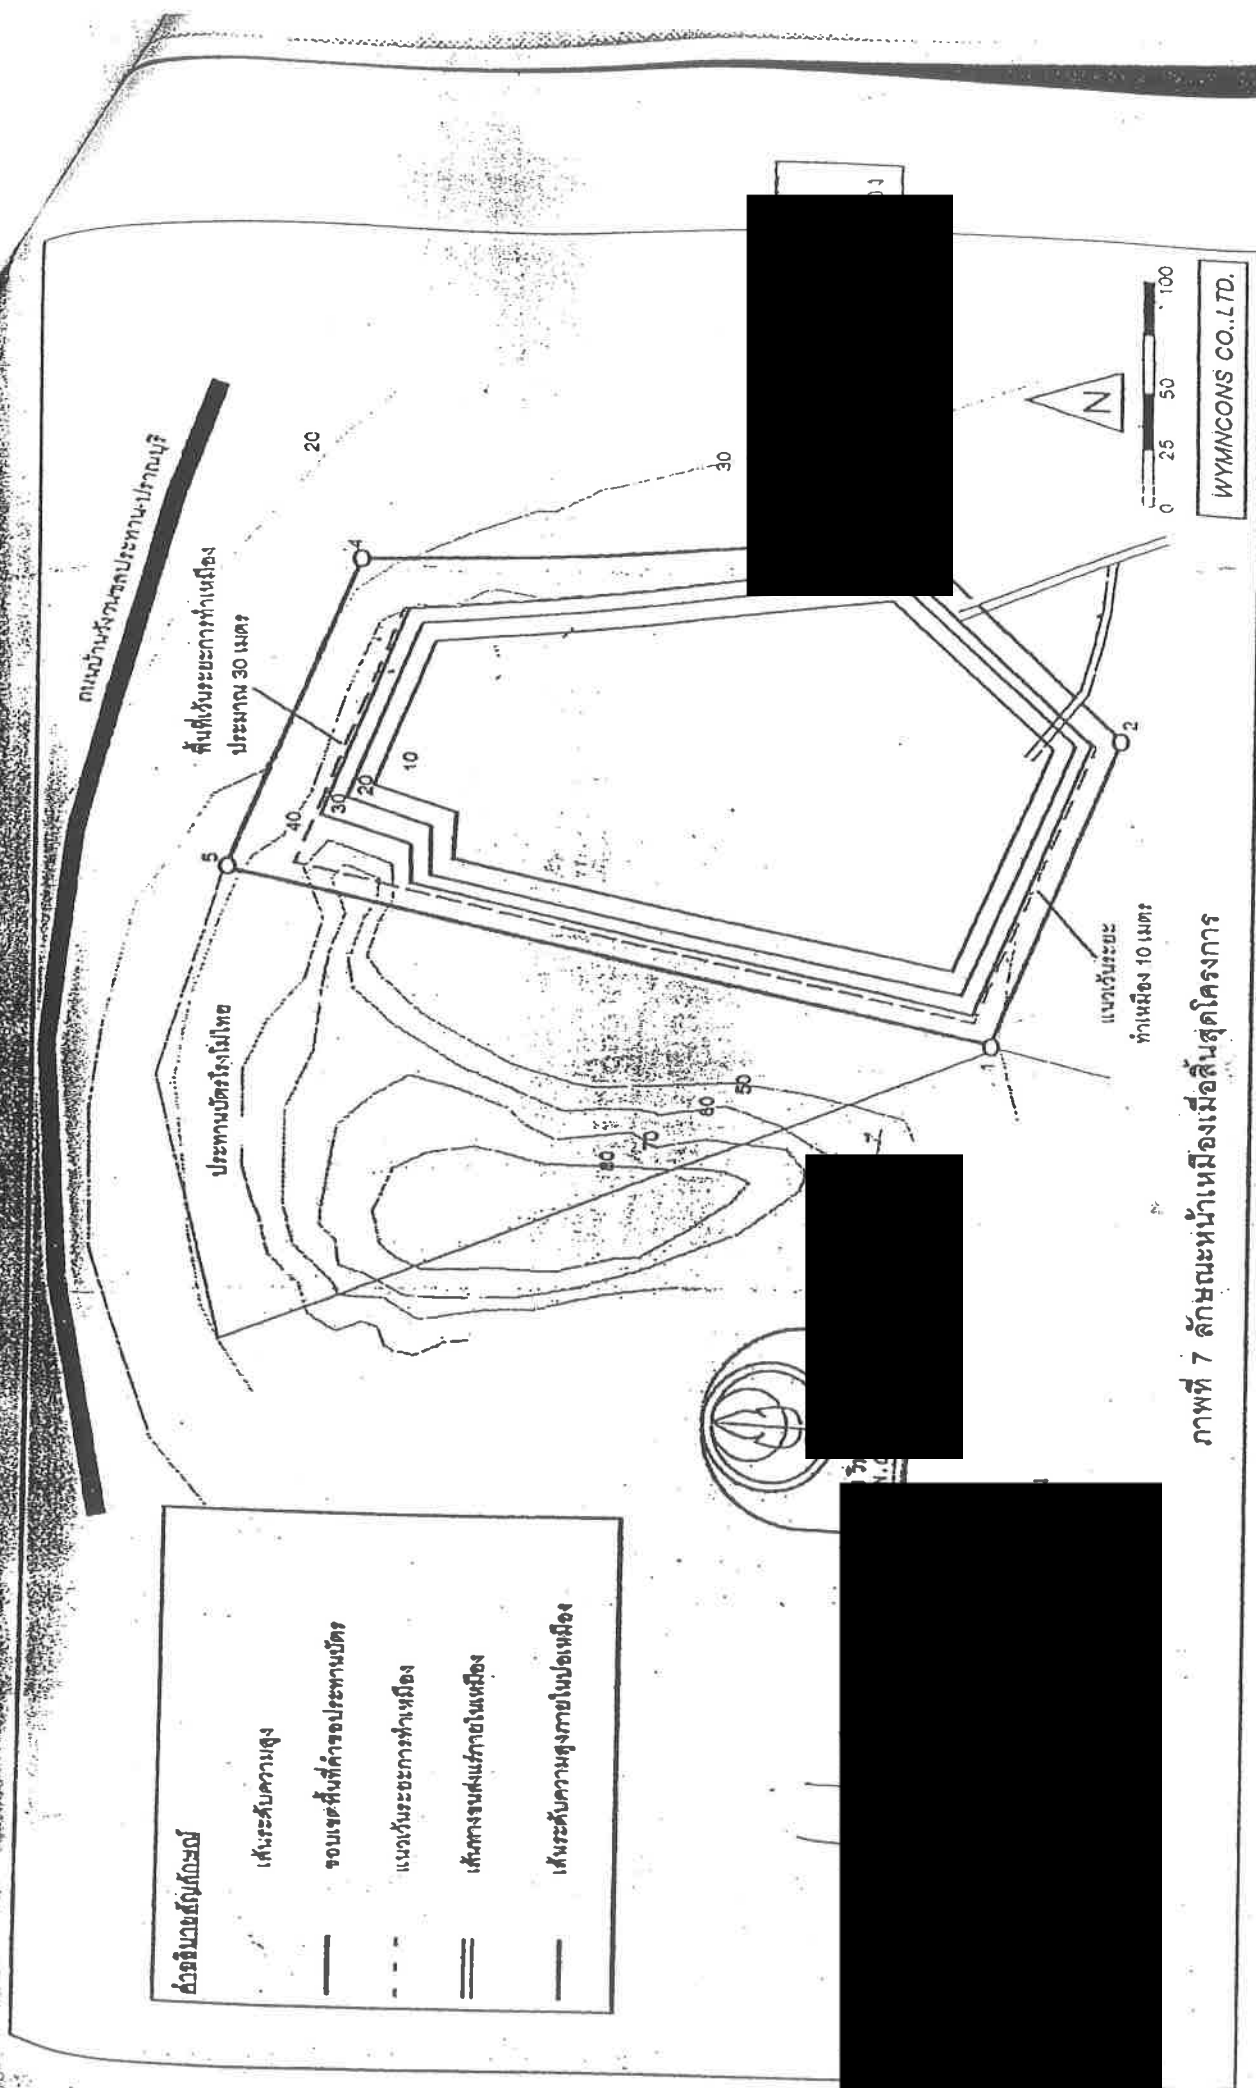 ถนนบ้านวังวนชลประทาน-ปราณบุรี
พื้นที่เว้นระยะการทำเหมือง
ประมาณ 30 เมตร
20
30
4
5
40
30
20
10
ประทานบัตรโรงโม่ไทย
50
60
70
80
1
2
แนวเว้นระยะ
ทำเหมือง 10 เมตร
N
0 25 50 100
WYMNCONS CO.,LTD.
คำอธิบายสัญลักษณ์
เส้นระดับความสูง
ขอบเขตพื้นที่คำขอประทานบัตร
แนวเว้นระยะการทำเหมือง
เส้นทางขนส่งแร่ภายในเหมือง
เส้นระดับความสูงภายในบ่อเหมือง
ภาพที่ 7 ลักษณะหน้าเหมืองเมื่อสิ้นสุดโครงการ